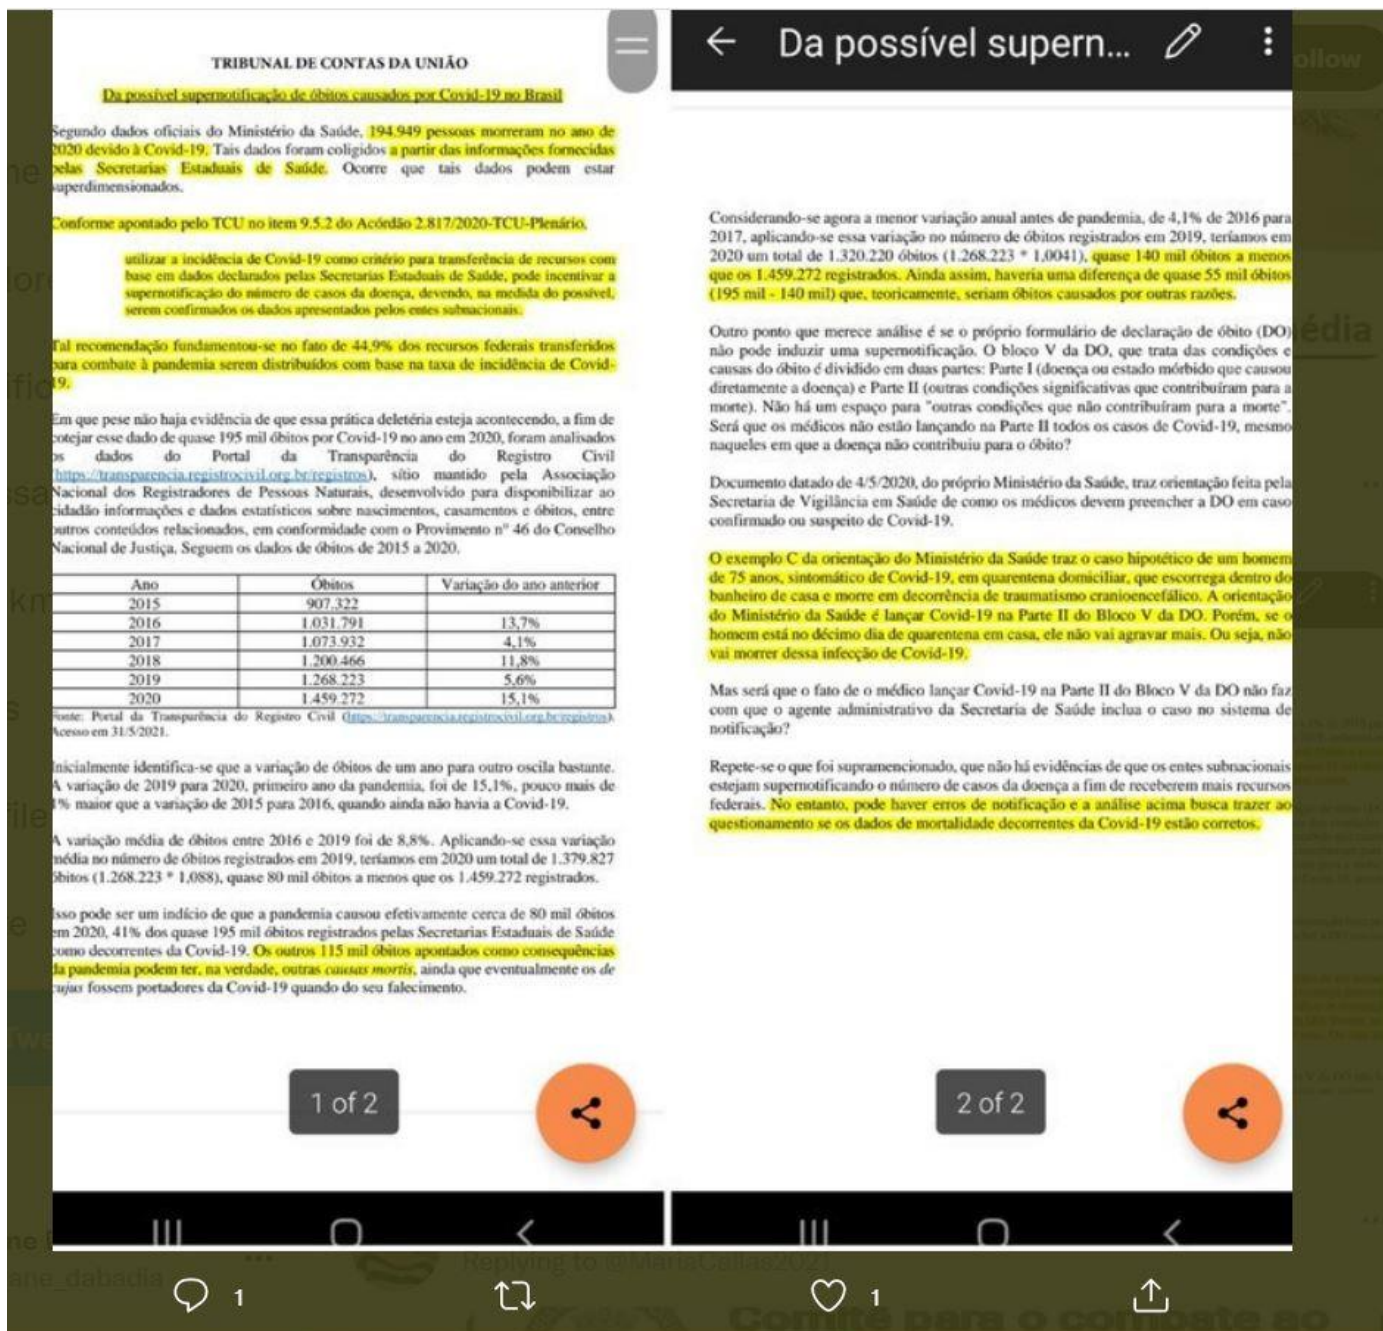 TRIBUNAL DE CONTAS DA UNIÃO
Da possível supernotificação de óbitos causados por Covid-19 no Brasil
Segundo dados oficiais do Ministério da Saúde, 194.949 pessoas morreram no ano de
2020 devido à Covid-19. Tais dados foram coligidos a partir das informações fornecidas
pelas Secretarias Estaduais de Saúde. Ocorre que tais dados podem estar
superdimensionados.
Conforme apontado pelo TCU no item 9.5.2 do Acórdão 2.817/2020-TCU-Plenário,
utilizar a incidência de Covid-19 como critério para transferência de recursos com
base em dados declarados pelas Secretarias Estaduais de Saúde, pode incentivar a
supernotificação do número de casos da doença, devendo, na medida do possível,
serem confirmados os dados apresentados pelos entes subnacionais.
Tal recomendação fundamentou-se no fato de 44,9% dos recursos federais transferidos
para combate à pandemia serem distribuídos com base na taxa de incidência de Covid-
19.
Em que pese não haja evidência de que essa prática deletéria esteja acontecendo, a fim de
cotejar esse dado de quase 195 mil óbitos por Covid-19 no ano em 2020, foram analisados
os dados do Portal da Transparência do Registro Civil
(https://transparencia.registrocivil.org.br/registros), sítio mantido pela Associação
Nacional dos Registradores de Pessoas Naturais, desenvolvido para disponibilizar ao
cidadão informações e dados estatísticos sobre nascimentos, casamentos e óbitos, entre
outros conteúdos relacionados, em conformidade com o Provimento nº 46 do Conselho
Nacional de Justiça. Seguem os dados de óbitos de 2015 a 2020.
Ano Óbitos Variação do ano anterior
2015 907.322
2016 1.031.791 13,7%
2017 1.073.932 4,1%
2018 1.200.466 11,8%
2019 1.268.223 5,6%
2020 1.459.272 15,1%
Fonte: Portal da Transparência do Registro Civil (https://transparencia.registrocivil.org.br/registros).
Acesso em 31/5/2021.
Inicialmente identifica-se que a variação de óbitos de um ano para outro oscila bastante.
A variação de 2019 para 2020, primeiro ano da pandemia, foi de 15,1%, pouco mais de
1% maior que a variação de 2015 para 2016, quando ainda não havia a Covid-19.
A variação média de óbitos entre 2016 e 2019 foi de 8,8%. Aplicando-se essa variação
média no número de óbitos registrados em 2019, teríamos em 2020 um total de 1.379.827
óbitos (1.268.223 * 1,088), quase 80 mil óbitos a menos que os 1.459.272 registrados.
Isso pode ser um indício de que a pandemia causou efetivamente cerca de 80 mil óbitos
em 2020, 41% dos quase 195 mil óbitos registrados pelas Secretarias Estaduais de Saúde
como decorrentes da Covid-19. Os outros 115 mil óbitos apontados como consequências
da pandemia podem ter, na verdade, outras causas mortis, ainda que eventualmente os de
cujus fossem portadores da Covid-19 quando do seu falecimento.
1 of 2
Da possível supern...
Considerando-se agora a menor variação anual antes de pandemia, de 4,1% de 2016 para
2017, aplicando-se essa variação no número de óbitos registrados em 2019, teríamos em
2020 um total de 1.320.220 óbitos (1.268.223 * 1,0041), quase 140 mil óbitos a menos
que os 1.459.272 registrados. Ainda assim, haveria uma diferença de quase 55 mil óbitos
(195 mil - 140 mil) que, teoricamente, seriam óbitos causados por outras razões.
Outro ponto que merece análise é se o próprio formulário de declaração de óbito (DO)
não pode induzir uma supernotificação. O bloco V da DO, que trata das condições e
causas do óbito é dividido em duas partes: Parte I (doença ou estado mórbido que causou
diretamente a doença) e Parte II (outras condições significativas que contribuíram para a
morte). Não há um espaço para "outras condições que não contribuíram para a morte".
Será que os médicos não estão lançando na Parte II todos os casos de Covid-19, mesmo
naqueles em que a doença não contribuiu para o óbito?
Documento datado de 4/5/2020, do próprio Ministério da Saúde, traz orientação feita pela
Secretaria de Vigilância em Saúde de como os médicos devem preencher a DO em caso
confirmado ou suspeito de Covid-19.
O exemplo C da orientação do Ministério da Saúde traz o caso hipotético de um homem
de 75 anos, sintomático de Covid-19, em quarentena domiciliar, que escorrega dentro do
banheiro de casa e morre em decorrência de traumatismo cranioencefálico. A orientação
do Ministério da Saúde é lançar Covid-19 na Parte II do Bloco V da DO. Porém, se o
homem está no décimo dia de quarentena em casa, ele não vai agravar mais. Ou seja, não
vai morrer dessa infecção de Covid-19.
Mas será que o fato de o médico lançar Covid-19 na Parte II do Bloco V da DO não faz
com que o agente administrativo da Secretaria de Saúde inclua o caso no sistema de
notificação?
Repete-se o que foi supramencionado, que não há evidências de que os entes subnacionais
estejam supernotificando o número de casos da doença a fim de receberem mais recursos
federais. No entanto, pode haver erros de notificação e a análise acima busca trazer ao
questionamento se os dados de mortalidade decorrentes da Covid-19 estão corretos.
2 of 2
Replying to @MariaCallas2021
1
1
Comitê para o combate ao